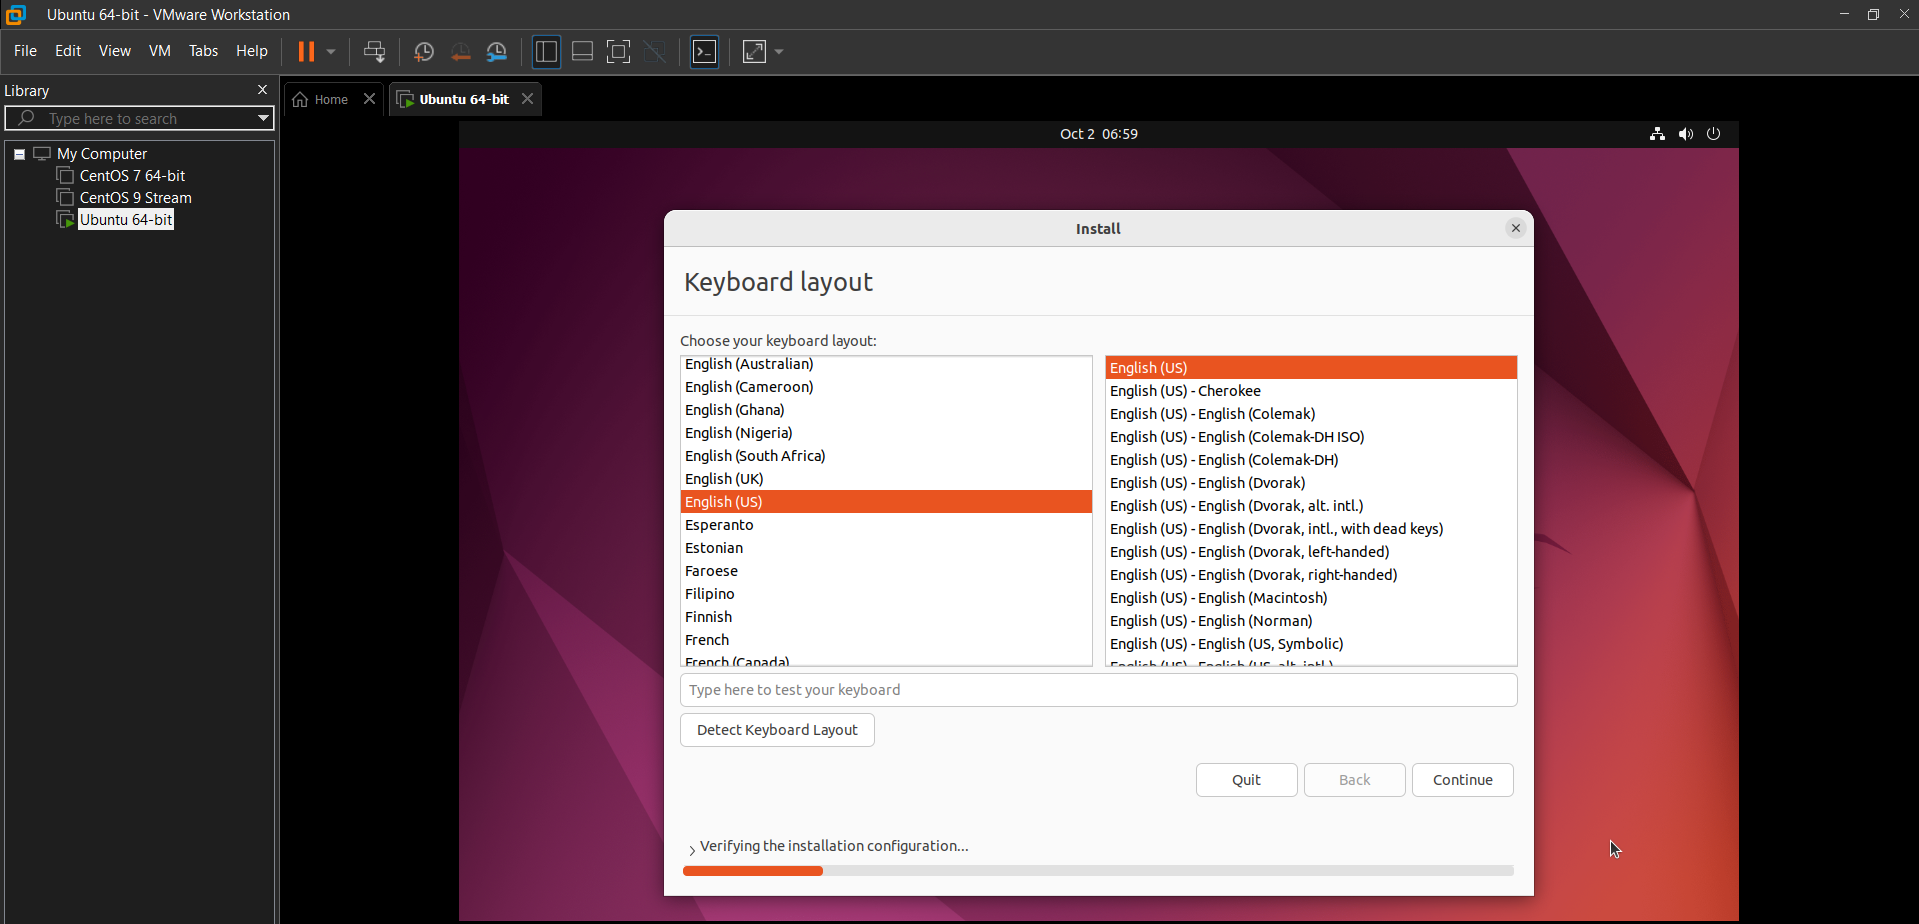 Ubuntu 64-bit - VMware Workstation
File Edit View VM Tabs Help
Library
Type here to search
My Computer
CentOS 7 64-bit
CentOS 9 Stream
Ubuntu 64-bit
Home
Ubuntu 64-bit
Oct 2 06:59
Install
Keyboard layout
Choose your keyboard layout:
English (Australian)
English (Cameroon)
English (Ghana)
English (Nigeria)
English (South Africa)
English (UK)
English (US)
Esperanto
Estonian
Faroese
Filipino
Finnish
French
French (Canada)
English (US)
English (US) - Cherokee
English (US) - English (Colemak)
English (US) - English (Colemak-DH ISO)
English (US) - English (Colemak-DH)
English (US) - English (Dvorak)
English (US) - English (Dvorak, alt. intl.)
English (US) - English (Dvorak, intl., with dead keys)
English (US) - English (Dvorak, left-handed)
English (US) - English (Dvorak, right-handed)
English (US) - English (Macintosh)
English (US) - English (Norman)
English (US) - English (US, Symbolic)
English (US) - English (US, alt. intl.)
Type here to test your keyboard
Detect Keyboard Layout
Quit Back Continue
Verifying the installation configuration...